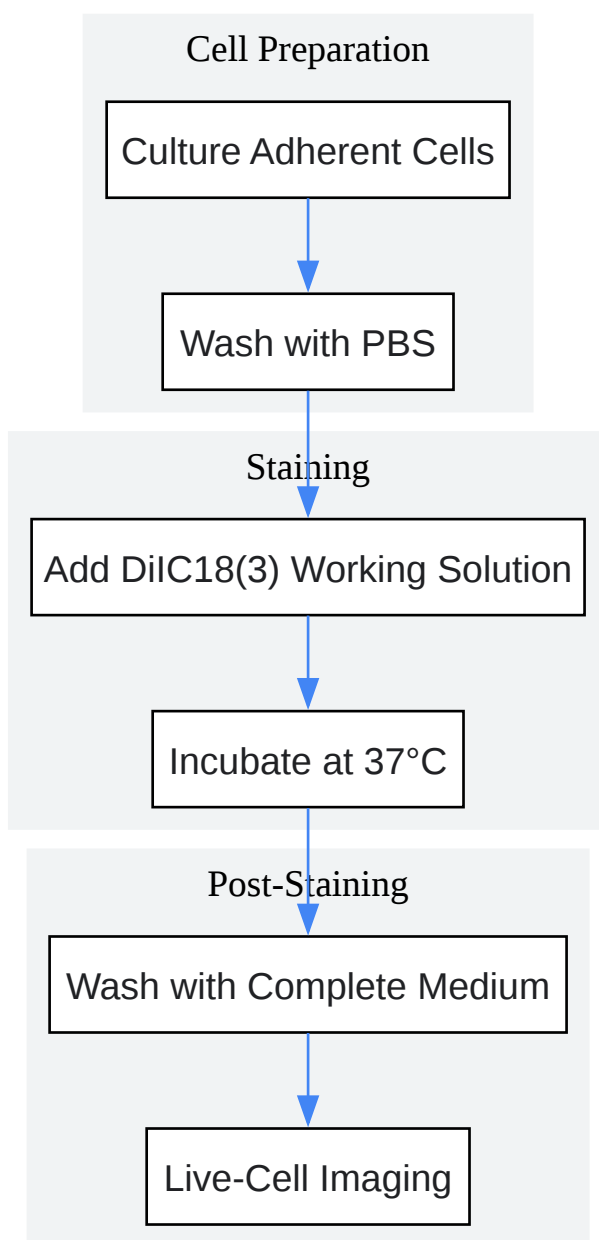 Cell Preparation
Culture Adherent Cells
Wash with PBS
Staining
Add DiIC18(3) Working Solution
Incubate at 37°C
Post-Staining
Wash with Complete Medium
Live-Cell Imaging